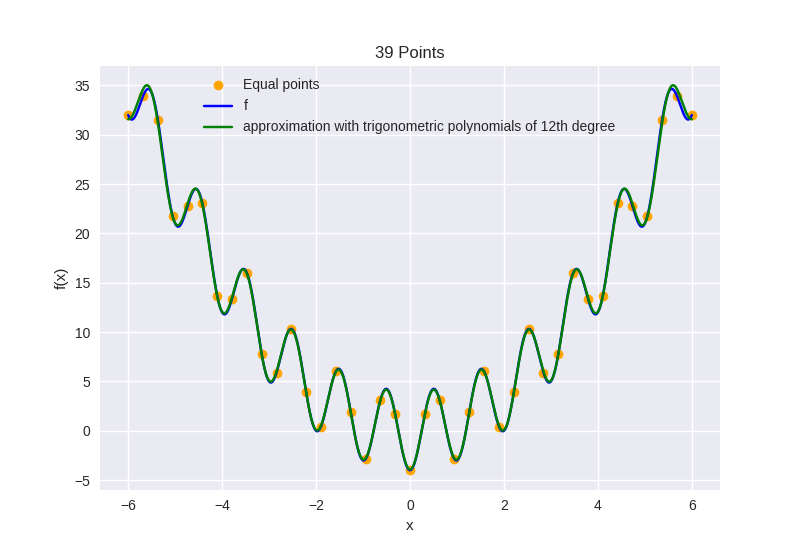 39 Points
Equal points
f
approximation with trigonometric polynomials of 12th degree
f(x)
35
30
25
20
15
10
5
0
−5
−6 −4 −2 0 2 4 6
x